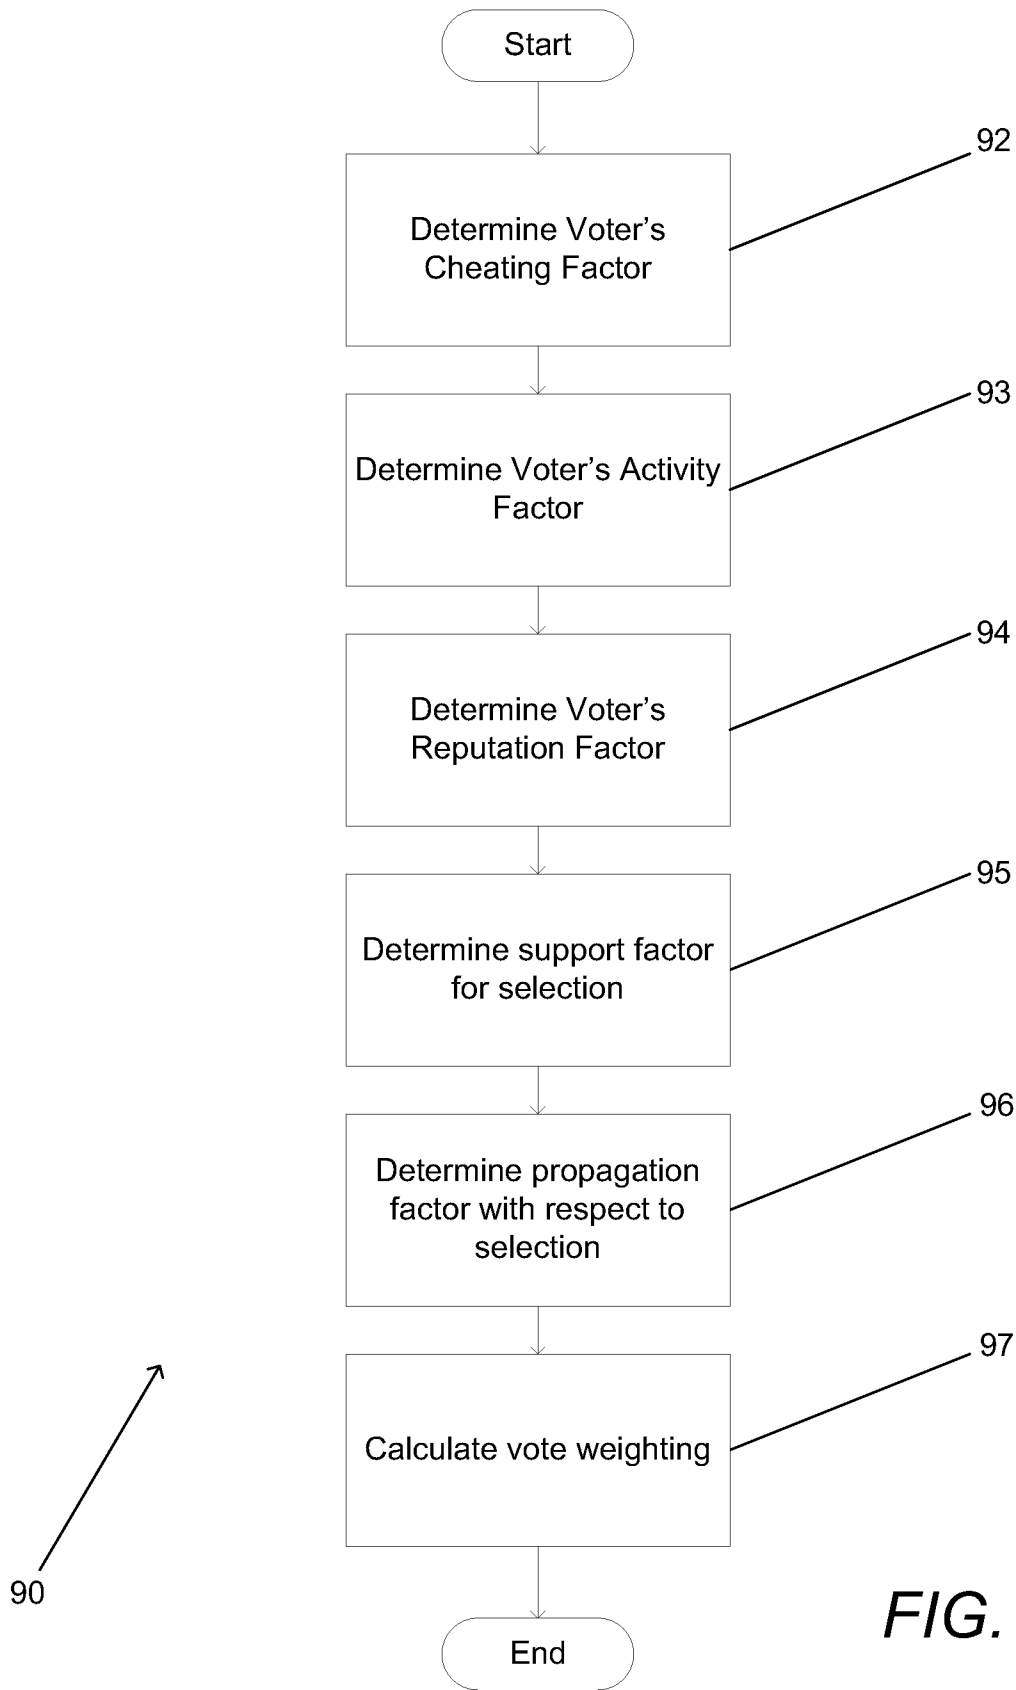 Start
92
Determine Voter’s
Cheating Factor
93
Determine Voter’s Activity
Factor
94
Determine Voter’s
Reputation Factor
95
Determine support factor
for selection
96
Determine propagation
factor with respect to
selection
97
Calculate vote weighting
90
FIG.
End